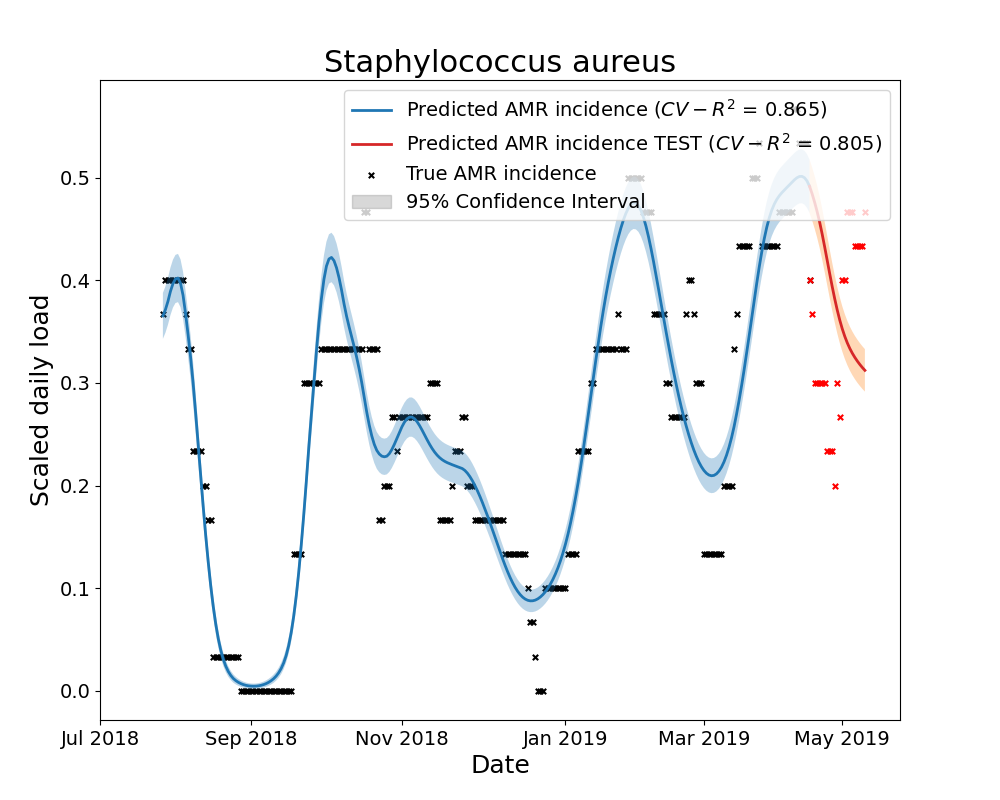 Staphylococcus aureus
Predicted AMR incidence (CV − R² = 0.865)
Predicted AMR incidence TEST (CV − R² = 0.805)
True AMR incidence
95% Confidence Interval
Scaled daily load
0.5
0.4
0.3
0.2
0.1
0.0
Jul 2018 Sep 2018 Nov 2018 Jan 2019 Mar 2019 May 2019
Date